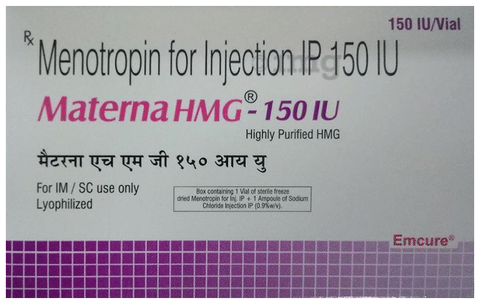 150 IU/Vial
Rx
Menotropin for Injection IP 150 IU
Materna HMG® - 150 IU
Highly Purified HMG
मैटरना एच एम जी १५० आय यु
For IM / SC use only
Lyophilized
Box containing 1 Vial of sterile freeze
dried Menotropin for Inj. IP + 1 Ampoule of Sodium
Chloride Injection IP (0.9%w/v).
Emcure®